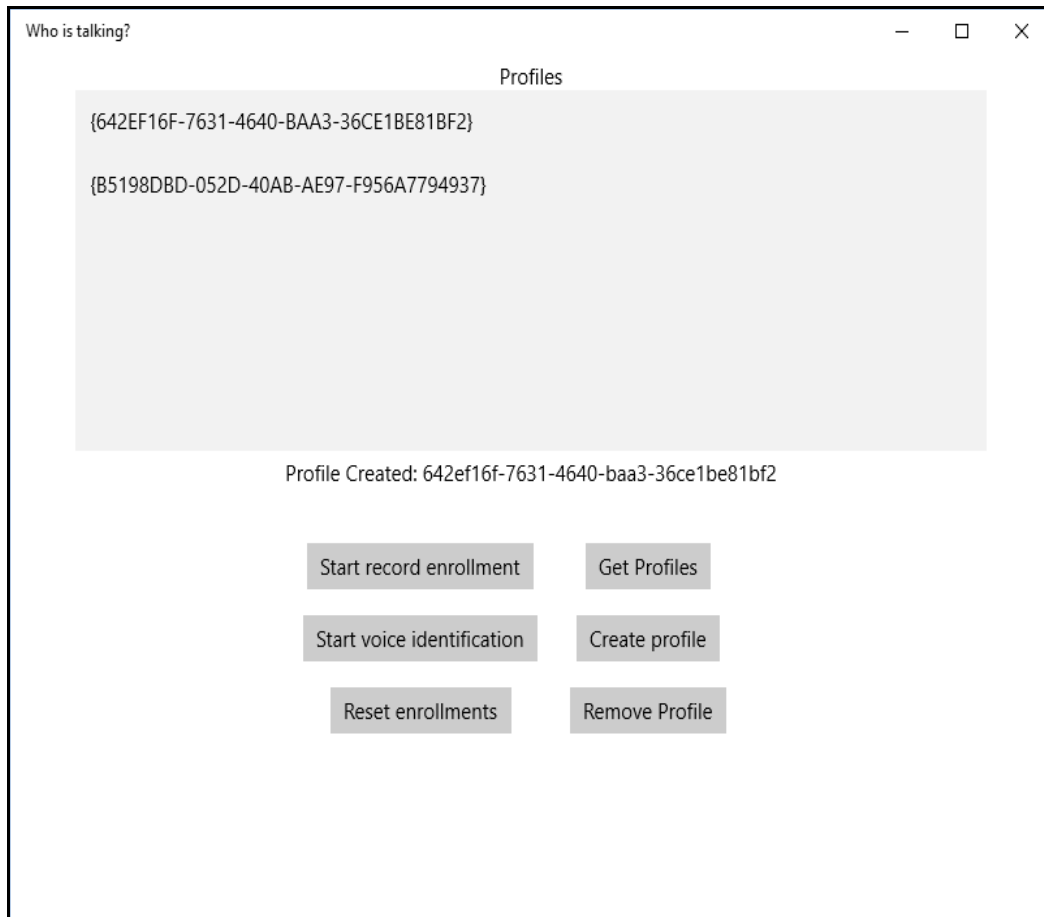 Who is talking?
Profiles
{642EF16F-7631-4640-BAA3-36CE1BE81BF2}
{B5198DBD-052D-40AB-AE97-F956A7794937}
Profile Created: 642ef16f-7631-4640-baa3-36ce1be81bf2
Start record enrollment Get Profiles
Start voice identification Create profile
Reset enrollments Remove Profile